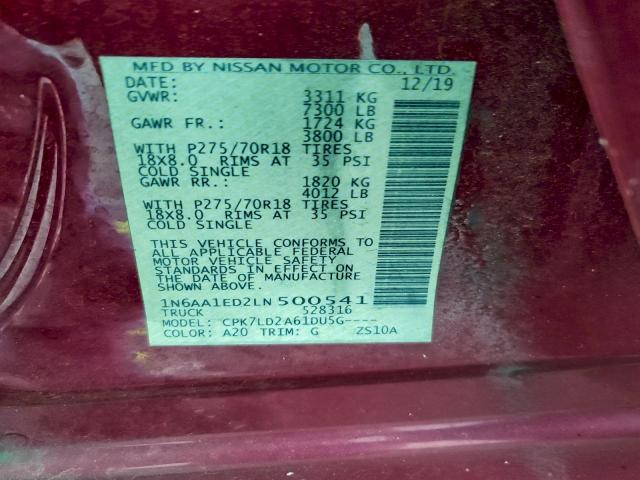 MFD BY NISSAN MOTOR CO., LTD.
DATE: 12/19
GVWR: 3311 KG
7300 LB
GAWR FR.: 1724 KG
3800 LB
WITH P275/70R18 TIRES
18X8.0 RIMS AT 35 PSI
COLD SINGLE
GAWR RR.: 1820 KG
4012 LB
WITH P275/70R18 TIRES
18X8.0 RIMS AT 35 PSI
COLD SINGLE
THIS VEHICLE CONFORMS TO
ALL APPLICABLE FEDERAL
MOTOR VEHICLE SAFETY
STANDARDS IN EFFECT ON
THE DATE OF MANUFACTURE
SHOWN ABOVE.
1N6AA1ED2LN500541
TRUCK 528316
MODEL: CPK7LD2A61DU5G----
COLOR: A20 TRIM: G ZS10A